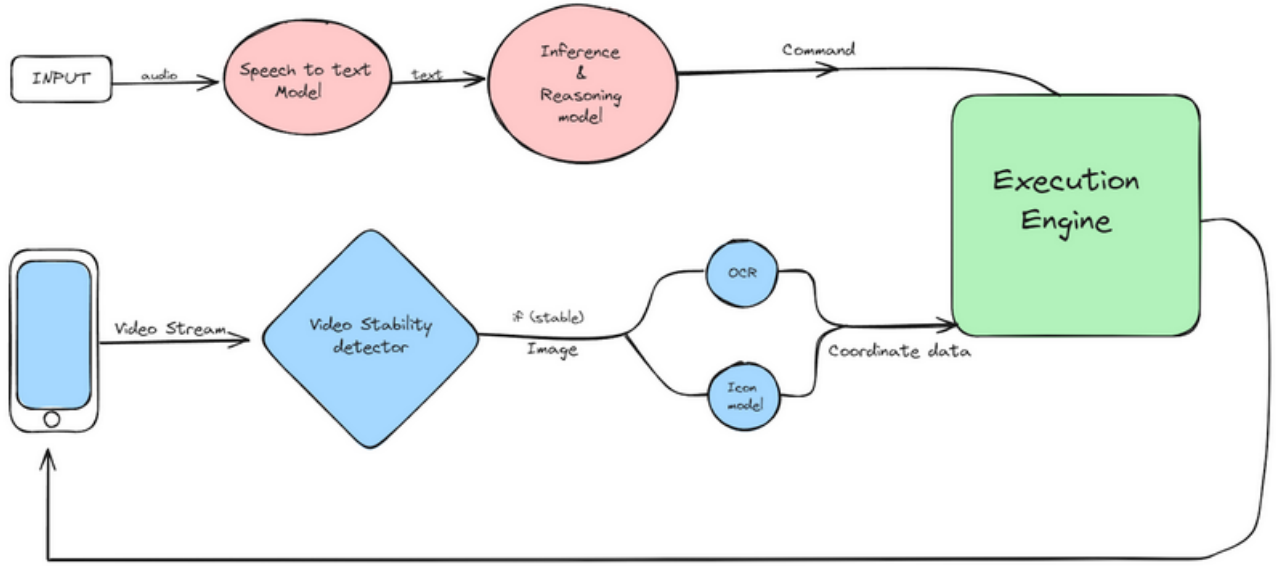 INPUT
audio
Speech to text
Model
text
Inference
&
Reasoning
model
Command
Execution
Engine
Video Stream
Video Stability
detector
if (stable)
Image
OCR
Icon
model
Coordinate data